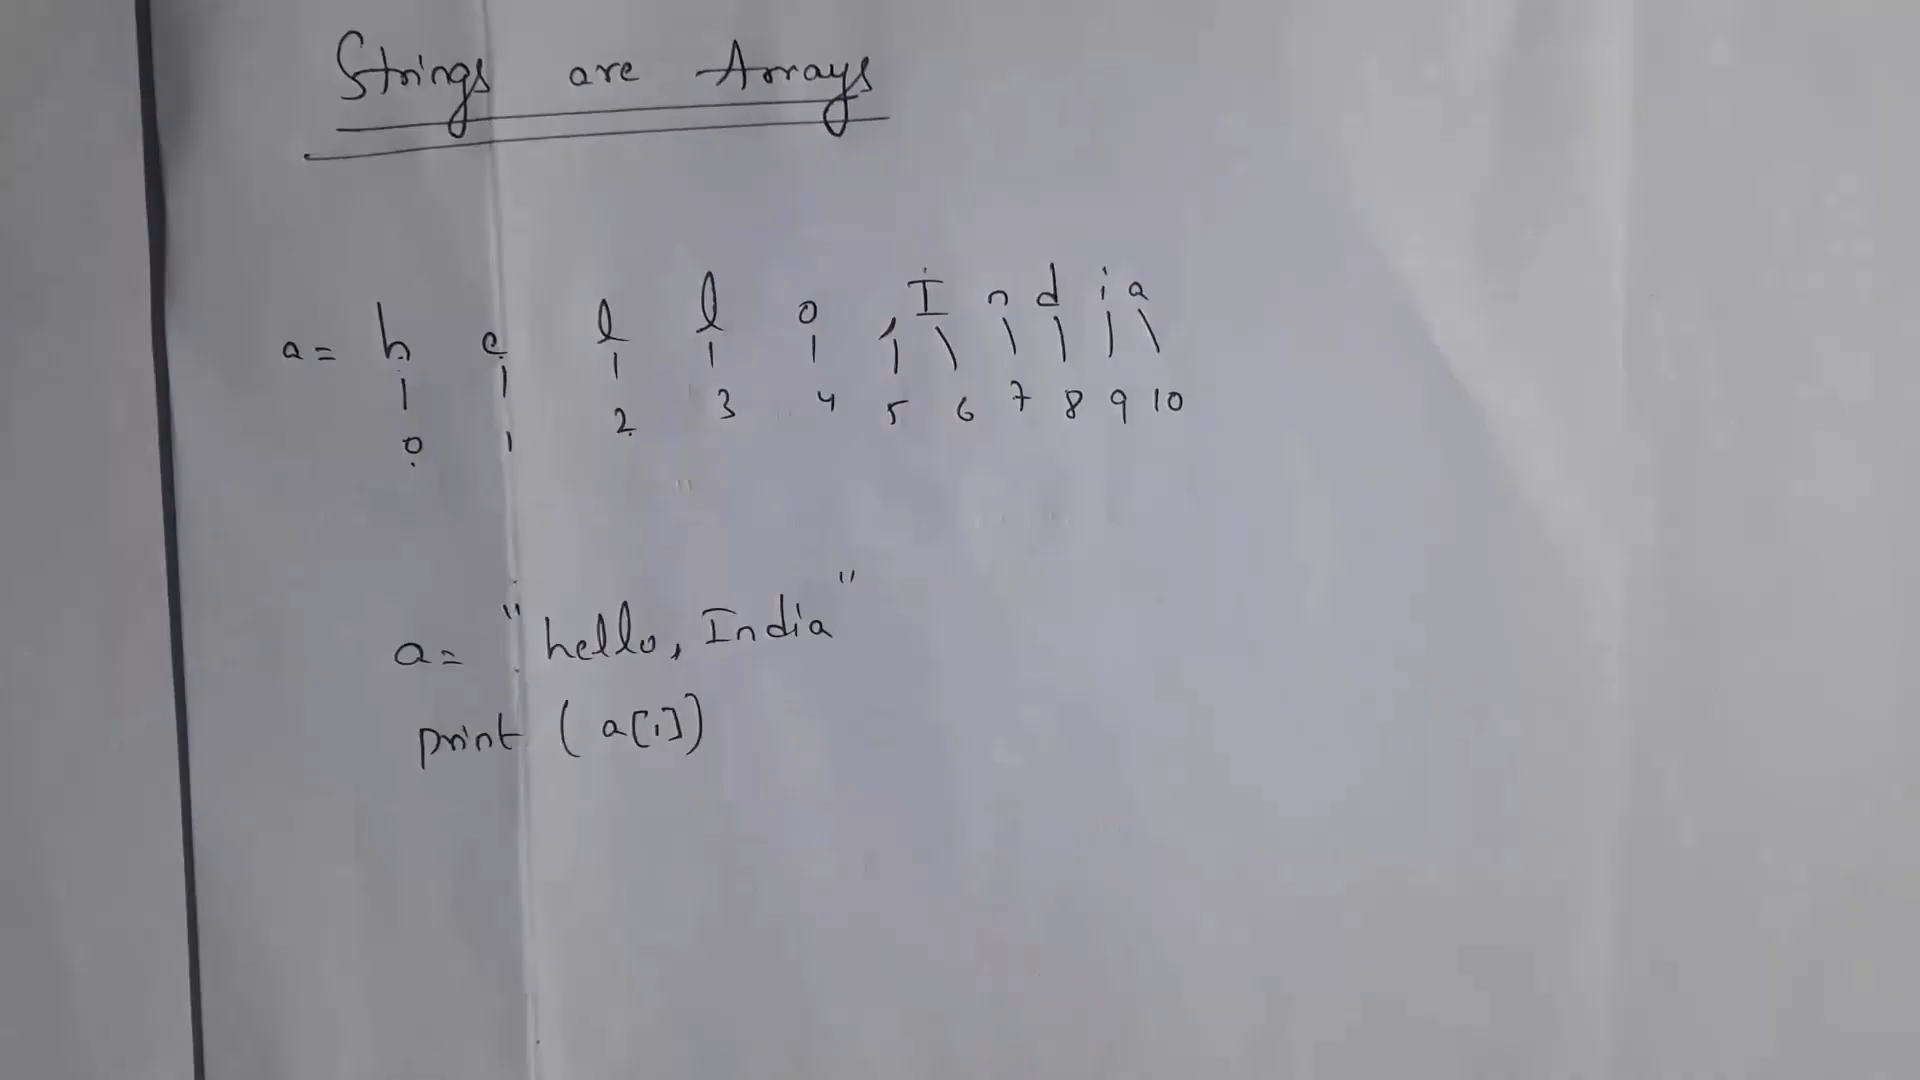 Strings are Arrays
a= h e l l o , I n d i a
0 1 2 3 4 5 6 7 8 9 10
a= "hello, India"
print (a[1])